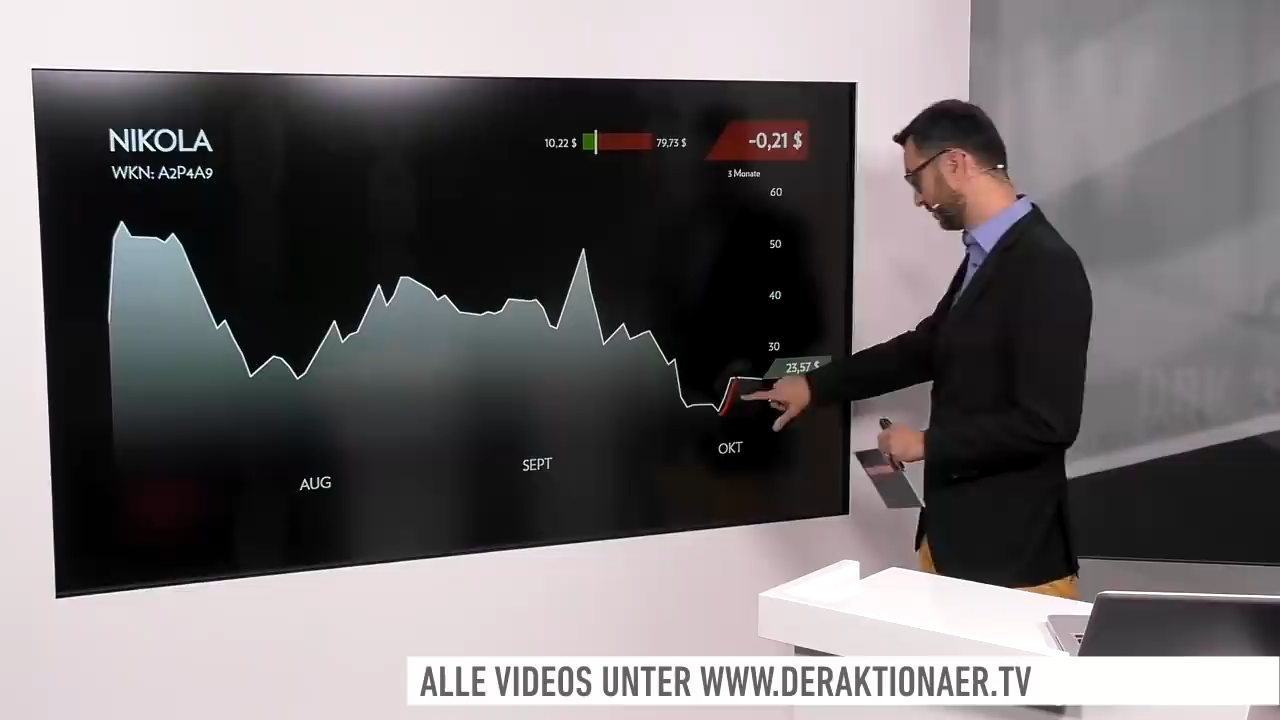 NIKOLA
WKN: A2P4A9
10,22 $
79,73 $
-0,21 $
3 Monate
60
50
40
30
23,57 $
AUG
SEPT
OKT
ALLE VIDEOS UNTER WWW.DERAKTIONAER.TV